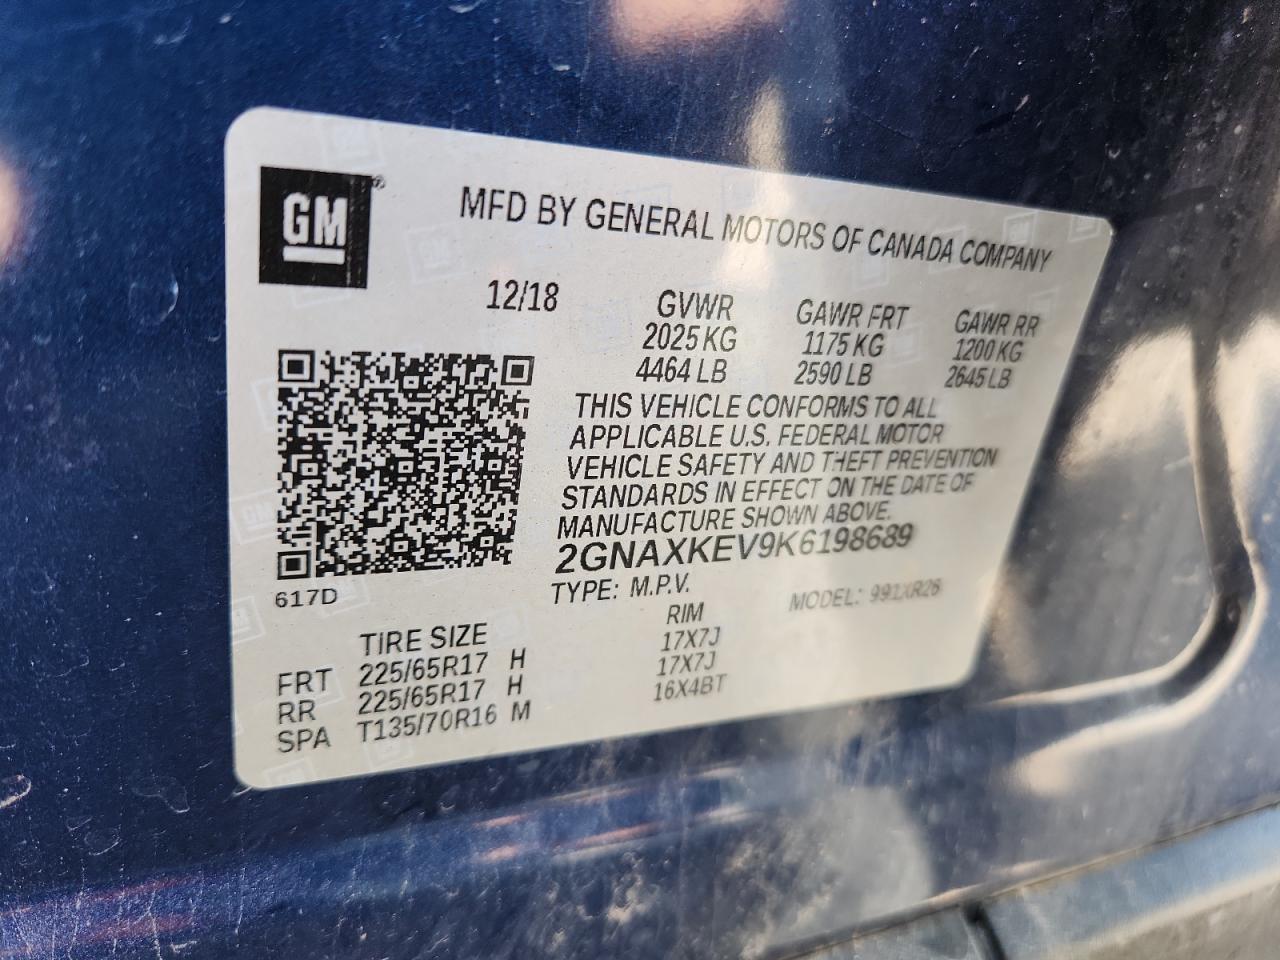 GM ®
MFD BY GENERAL MOTORS OF CANADA COMPANY
12/18 GVWR GAWR FRT GAWR RR
2025 KG 1175 KG 1200 KG
4464 LB 2590 LB 2645 LB
THIS VEHICLE CONFORMS TO ALL
APPLICABLE U.S. FEDERAL MOTOR
VEHICLE SAFETY AND THEFT PREVENTION
STANDARDS IN EFFECT ON THE DATE OF
MANUFACTURE SHOWN ABOVE.
2GNAXKEV9K6198689
617D
TYPE: M.P.V. MODEL: 991XR26
TIRE SIZE RIM
FRT 225/65R17 H 17X7J
RR 225/65R17 H 17X7J
SPA T135/70R16 M 16X4BT